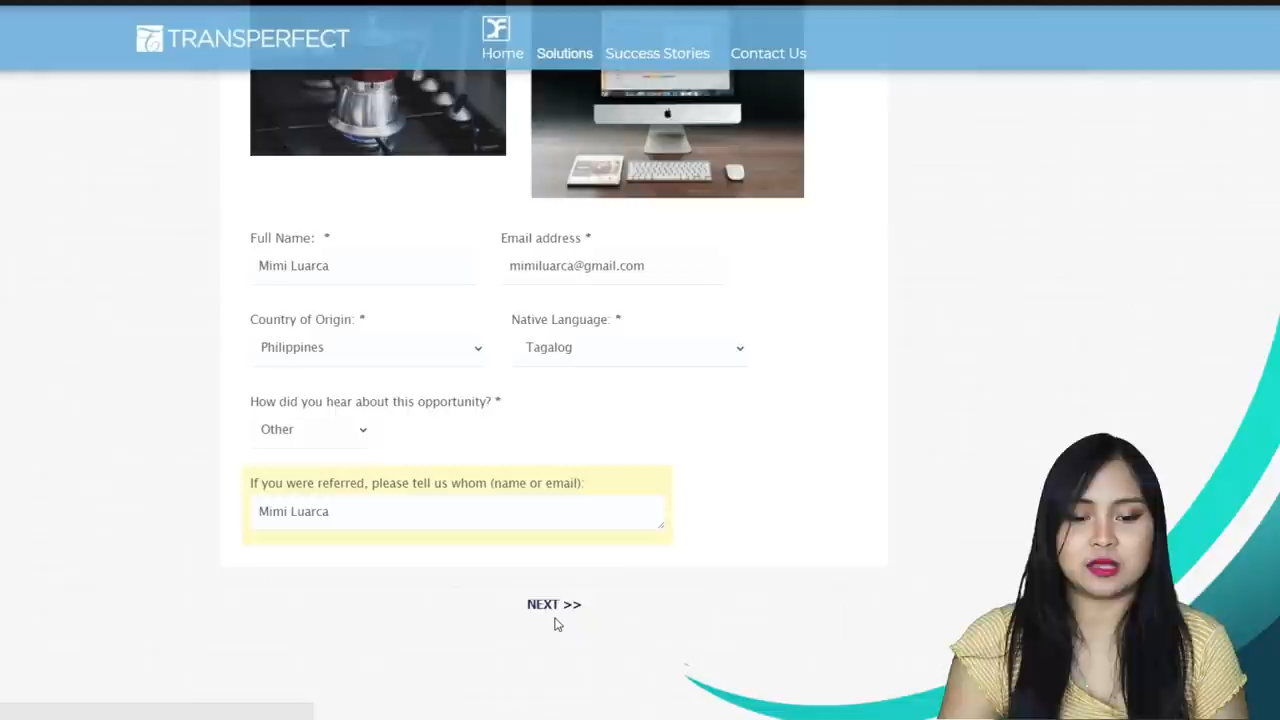 TRANSPERFECT
Home Solutions Success Stories Contact Us
Full Name: * Email address *
Mimi Luarca mimiluarca@gmail.com
Country of Origin: * Native Language: *
Philippines Tagalog
How did you hear about this opportunity? *
Other
If you were referred, please tell us whom (name or email):
Mimi Luarca
NEXT >>